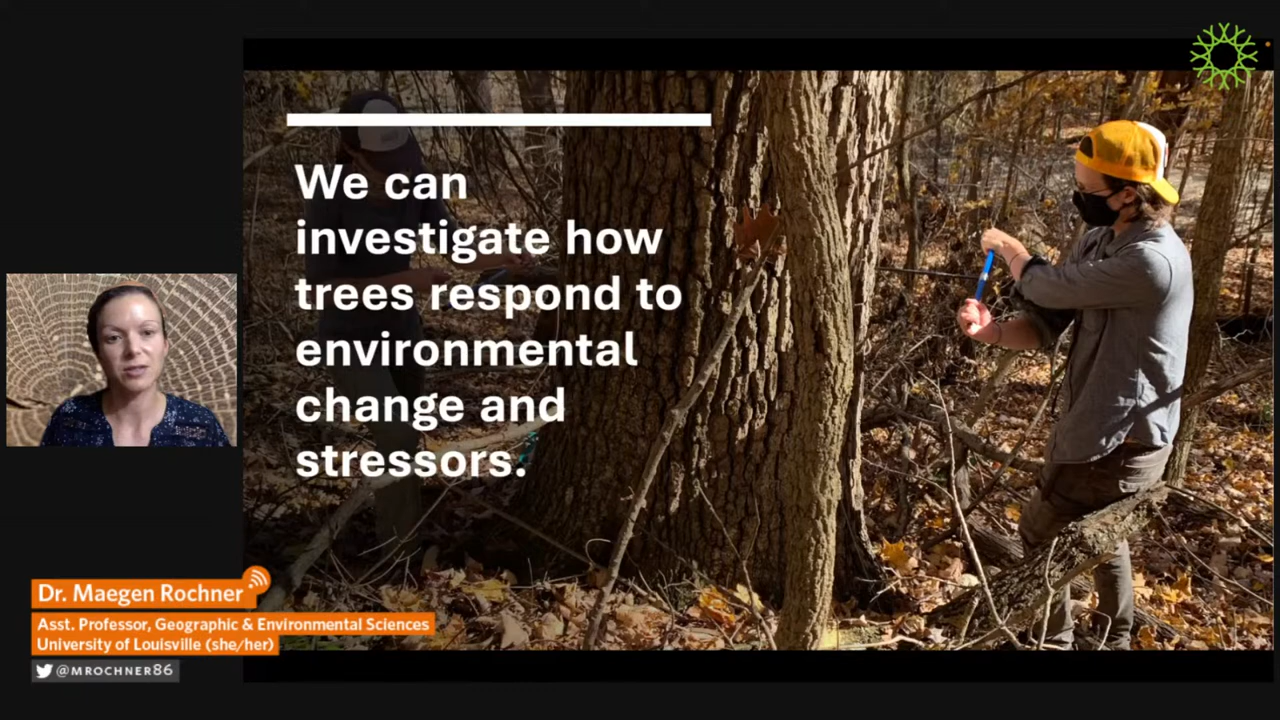 We can
investigate how
trees respond to
environmental
change and
stressors.
Dr. Maegen Rochner
Asst. Professor, Geographic & Environmental Sciences
University of Louisville (she/her)
@MROCHNER86